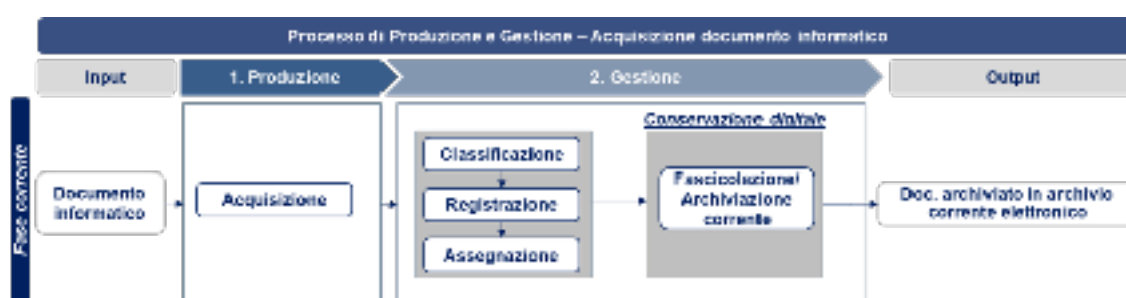 Processo di Produzione e Gestione – Acquisizione documento informatico
Input
1. Produzione
2. Gestione
Output
Fase corrente
Documento
informatico
Acquisizione
Classificazione
Registrazione
Assegnazione
Conservazione digitale
Fascicolazione/
Archiviazione
corrente
Doc. archiviato in archivio
corrente elettronico